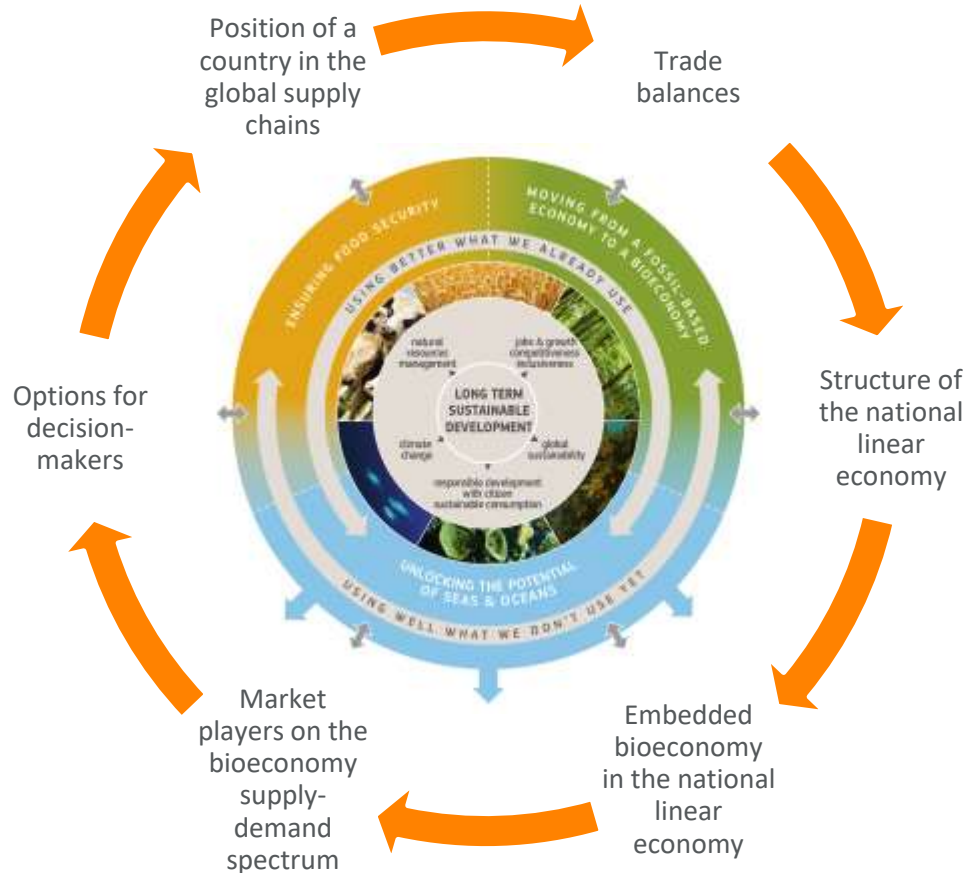 Position of a
country in the
global supply
chains
Trade
balances
Structure of
the national
linear
economy
Embedded
bioeconomy
in the national
linear
economy
Market
players on the
bioeconomy
supply-
demand
spectrum
Options for
decision-
makers
ENSURING FOOD SECURITY
MOVING FROM A FOSSIL-BASED
ECONOMY TO A BIOECONOMY
USING BETTER WHAT WE ALREADY USE
natural
resources
management
jobs & growth
competitiveness
inclusiveness
LONG TERM
SUSTAINABLE
DEVELOPMENT
climate
change
global
sustainability
responsible development
with citizen
sustainable consumption
UNLOCKING THE POTENTIAL
OF SEAS & OCEANS
USING WELL WHAT WE DON'T USE YET